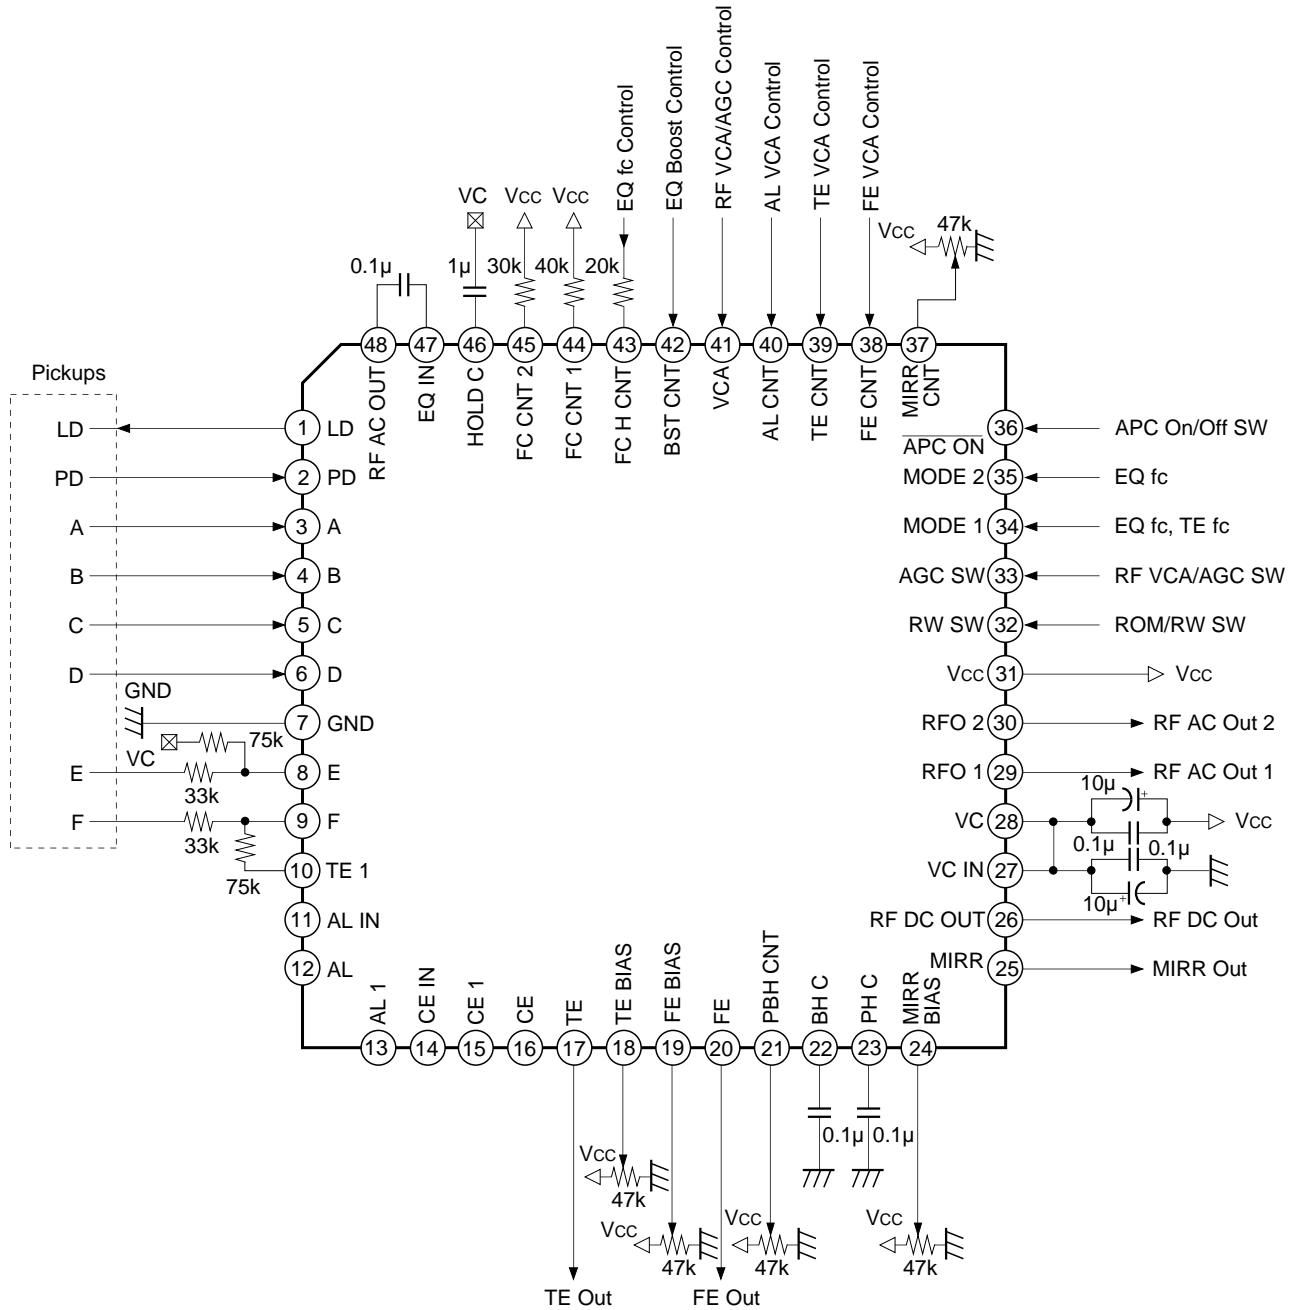 EQ fc Control
EQ Boost Control
RF VCA/AGC Control
AL VCA Control
TE VCA Control
FE VCA Control
VC
Vcc
Vcc
Vcc
47k
0.1μ
1μ
30k
40k
20k
48
47
46
45
44
43
42
41
40
39
38
37
RF AC OUT
EQ IN
HOLD C
FC CNT 2
FC CNT 1
FC H CNT
BST CNT
VCA
AL CNT
TE CNT
FE CNT
MIRR
CNT
Pickups
LD
1
LD
PD
2
PD
A
3
A
B
4
B
C
5
C
D
6
D
GND
7
GND
VC
75k
E
33k
8
E
F
33k
9
F
75k
10
TE 1
11
AL IN
12
AL
APC ON
36
APC On/Off SW
MODE 2
35
EQ fc
MODE 1
34
EQ fc, TE fc
AGC SW
33
RF VCA/AGC SW
RW SW
32
ROM/RW SW
Vcc
31
Vcc
RFO 2
30
RF AC Out 2
RFO 1
29
RF AC Out 1
10μ
+
VC
28
Vcc
0.1μ
0.1μ
VC IN
27
10μ
+
RF DC OUT
26
RF DC Out
MIRR
25
MIRR Out
AL 1
CE IN
CE 1
CE
TE
TE BIAS
FE BIAS
FE
PBH CNT
BH C
PH C
MIRR
BIAS
13
14
15
16
17
18
19
20
21
22
23
24
0.1μ
0.1μ
Vcc
47k
Vcc
47k
Vcc
47k
Vcc
47k
TE Out
FE Out